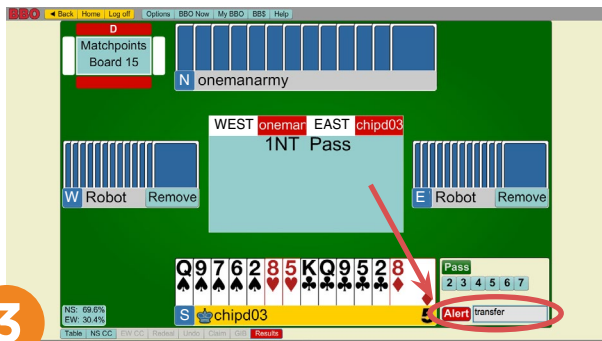 BBO ◄ Back Home Log off Options BBO Now My BBO BB$ Help
D
Matchpoints
Board 15
N onemanarmy
WEST oneman EAST chipd03
1NT Pass
W Robot Remove
E Robot Remove
Q 9 7 6 2 8 5 K Q 9 5 2 8
♠ ♠ ♠ ♠ ♠ ♥ ♥ ♣ ♣ ♣ ♣ ♣ ♦
Pass
2 3 4 5 6 7
Alert transfer
NS: 69.6%
EW: 30.4%
S chipd03
3
Table NS CC EW CC Redeal Undo Claim GIB Results